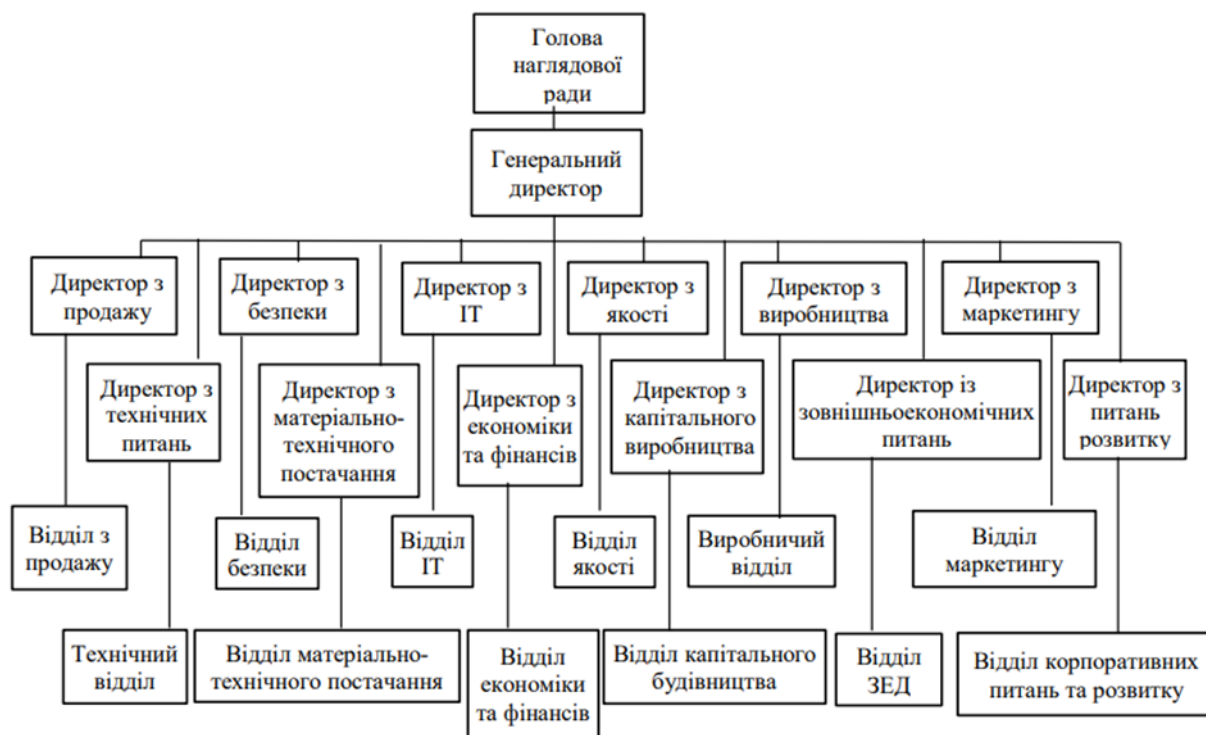 Голова
наглядової
ради
Генеральний
директор
Директор з
продажу
Директор з
безпеки
Директор з
ІТ
Директор з
якості
Директор з
виробництва
Директор з
маркетингу
Директор з
технічних
питань
Директор з
матеріально-
технічного
постачання
Директор з
економіки
та фінансів
Директор з
капітального
виробництва
Директор із
зовнішньоекономічних
питань
Директор з
питань
розвитку
Відділ з
продажу
Відділ
безпеки
Відділ
ІТ
Відділ
якості
Виробничий
відділ
Відділ
маркетингу
Технічний
відділ
Відділ матеріально-
технічного постачання
Відділ
економіки
та фінансів
Відділ капітального
будівництва
Відділ
ЗЕД
Відділ корпоративних
питань та розвитку